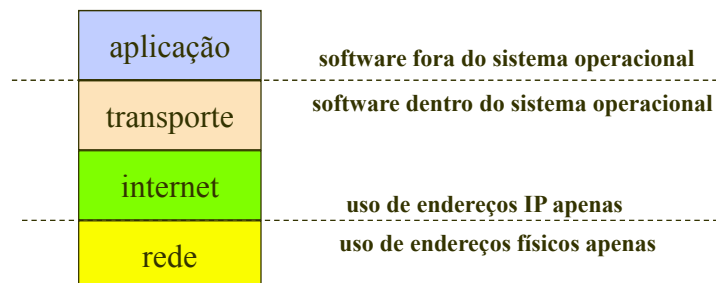 aplicação
software fora do sistema operacional
software dentro do sistema operacional
transporte
internet
uso de endereços IP apenas
uso de endereços físicos apenas
rede